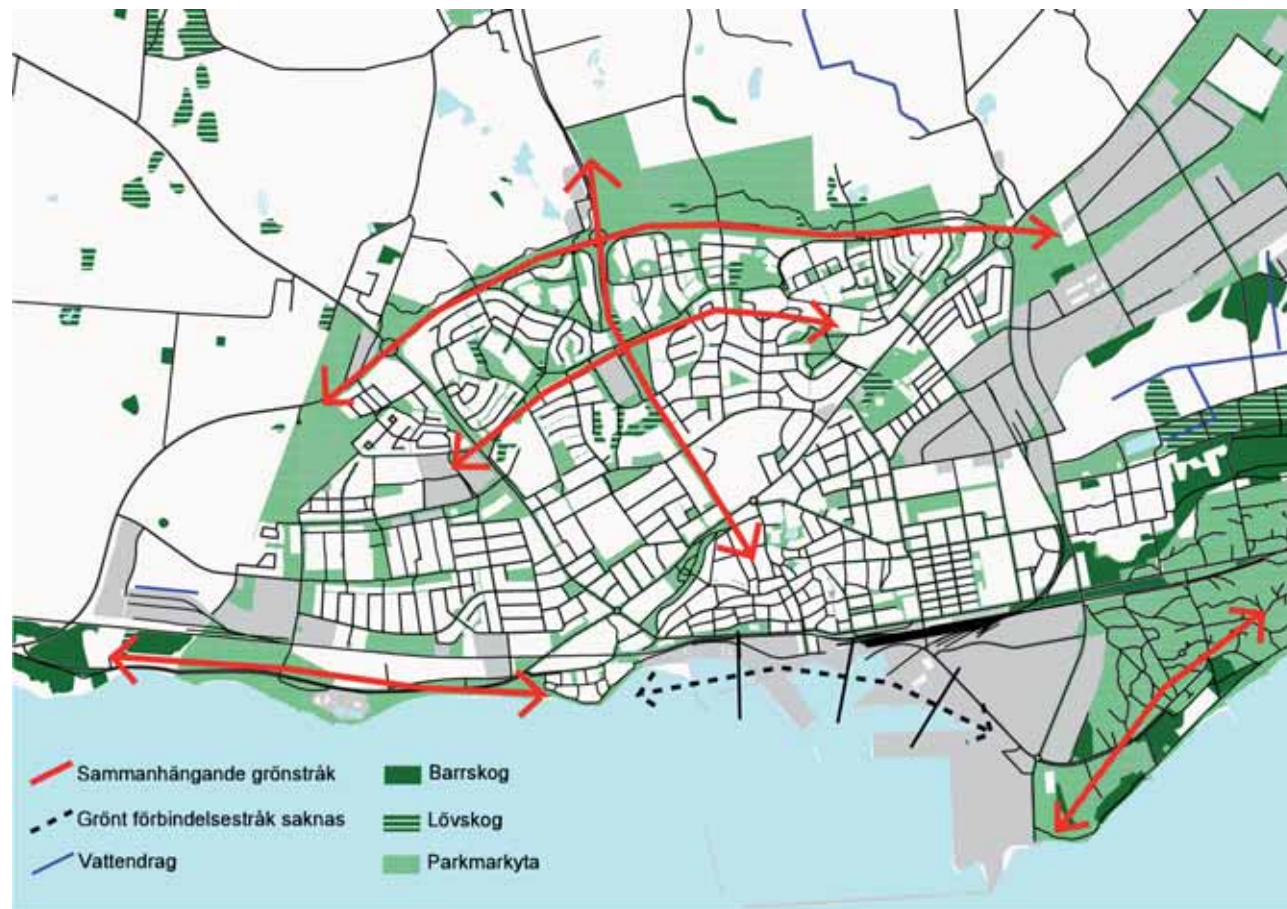 Sammanhängande grönstråk
Grönt förbindelsestråk saknas
Vattendrag
Barrskog
Lövskog
Parkmarkyta